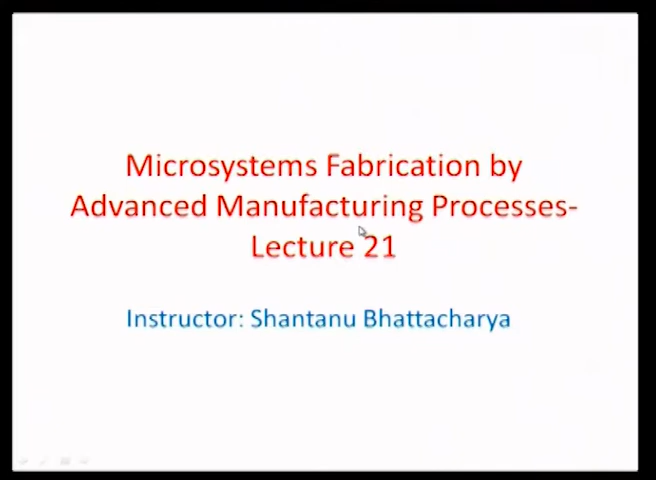 Microsystems Fabrication by
Advanced Manufacturing Processes-
Lecture 21
Instructor: Shantanu Bhattacharya